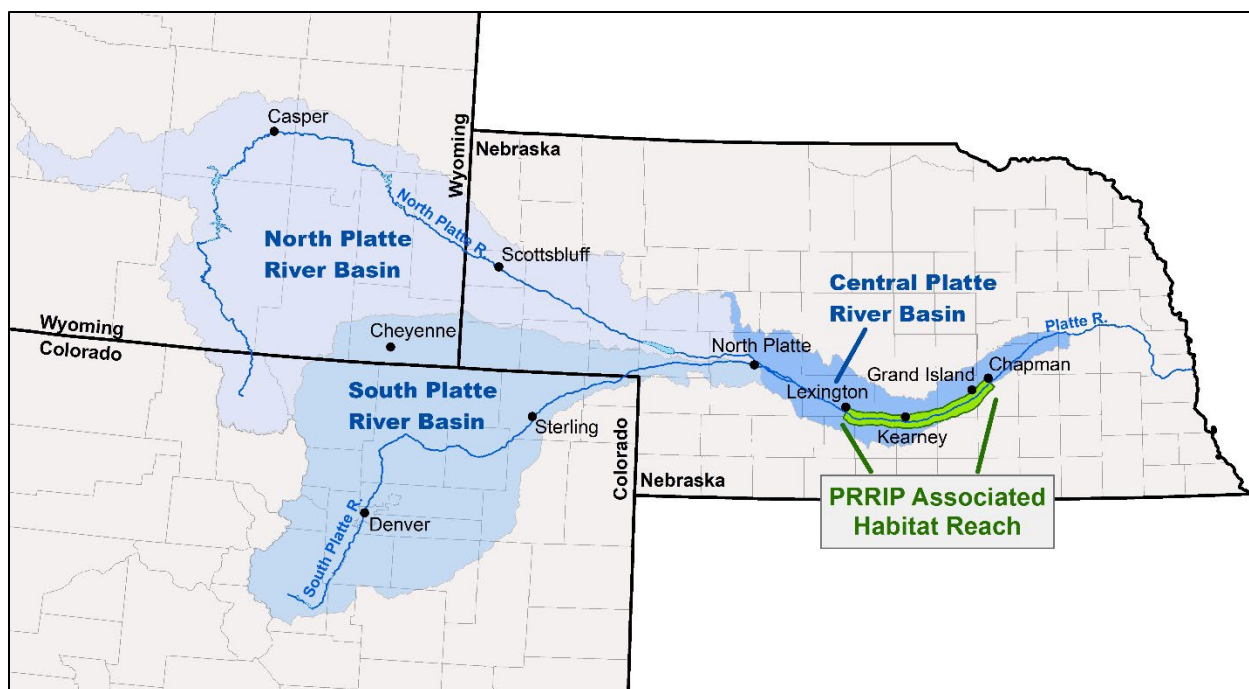 Casper
Wyoming
Nebraska
North Platte R.
North Platte
River Basin
Scottsbluff
Central Platte
River Basin
Platte R.
Wyoming
Colorado
Cheyenne
North Platte
Grand Island
Chapman
Lexington
South Platte
River Basin
Sterling
Kearney
Colorado
Nebraska
PRRIP Associated
Habitat Reach
Denver
South Platte R.